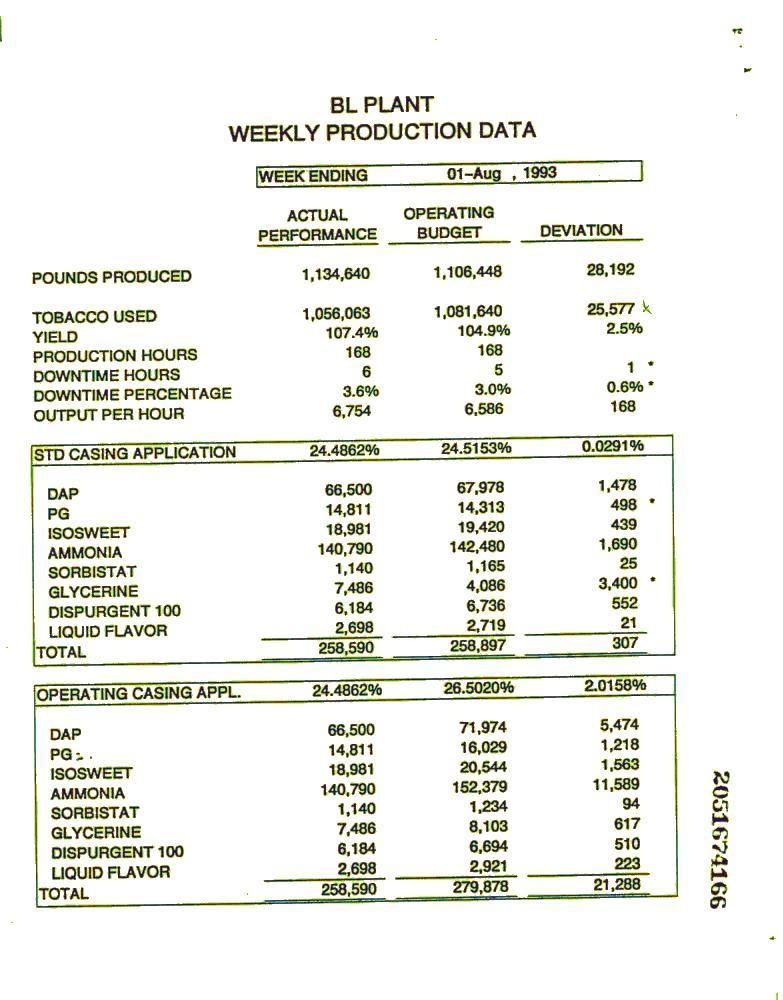 BL PLANT
WEEKLY PRODUCTION DATA
WEEK ENDING 01-Aug , 1993
ACTUAL OPERATING
PERFORMANCE BUDGET DEVIATION
POUNDS PRODUCED 1,134,640 1,106,448 28,192
TOBACCO USED 1,056,063 1,081,640 25,577
YIELD 107.4% 104.9% 2.5%
PRODUCTION HOURS 168 168
DOWNTIME HOURS 6 5 1 *
DOWNTIME PERCENTAGE 3.6% 3.0% 0.6% *
OUTPUT PER HOUR 6,754 6,586 168
STD CASING APPLICATION 24.4862% 24.5153% 0.0291%
DAP 66,500 67,978 1,478
PG 14,811 14,313 498 *
ISOSWEET 18,981 19,420 439
AMMONIA 140,790 142,480 1,690
SORBISTAT 1,140 1,165 25
GLYCERINE 7,486 4,086 3,400 *
DISPURGENT 100 6,184 6,736 552
LIQUID FLAVOR 2,698 2,719 21
TOTAL 258,590 258,897 307
OPERATING CASING APPL. 24.4862% 26.5020% 2.0158%
DAP 66,500 71,974 5,474
PG 14,811 16,029 1,218
ISOSWEET 18,981 20,544 1,563
AMMONIA 140,790 152,379 11,589
SORBISTAT 1,140 1,234 94
GLYCERINE 7,486 8,103 617
DISPURGENT 100 6,184 6,694 510
LIQUID FLAVOR 2,698 2,921 223
TOTAL 258,590 279,878 21,288
2051674166